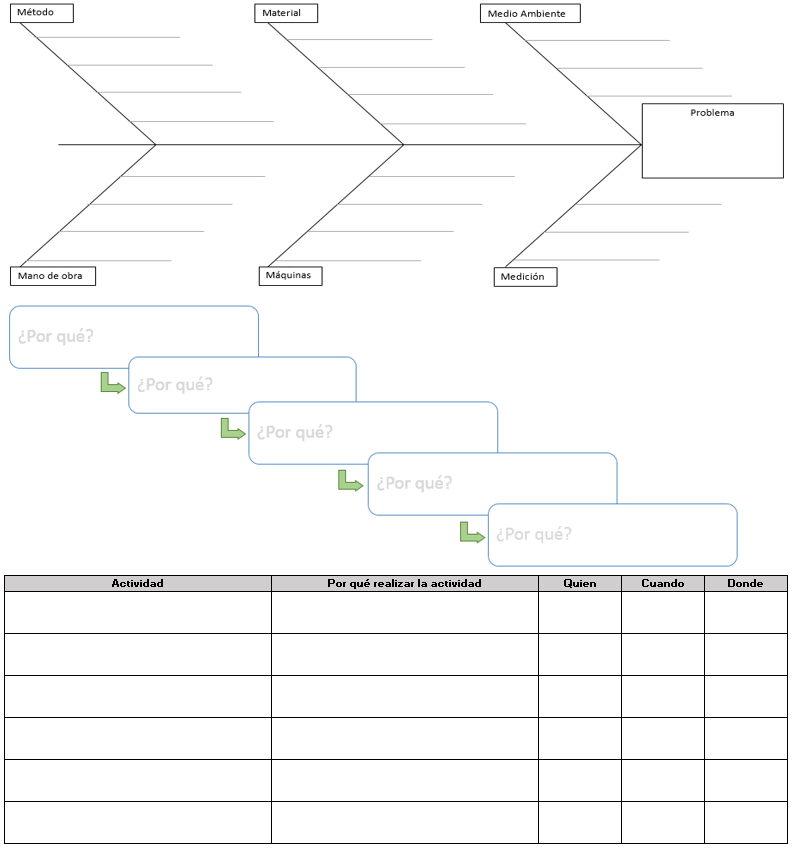 Método
Material
Medio Ambiente
Problema
Mano de obra
Máquinas
Medición
¿Por qué?
¿Por qué?
¿Por qué?
¿Por qué?
¿Por qué?
Actividad Por qué realizar la actividad Quien Cuando Donde